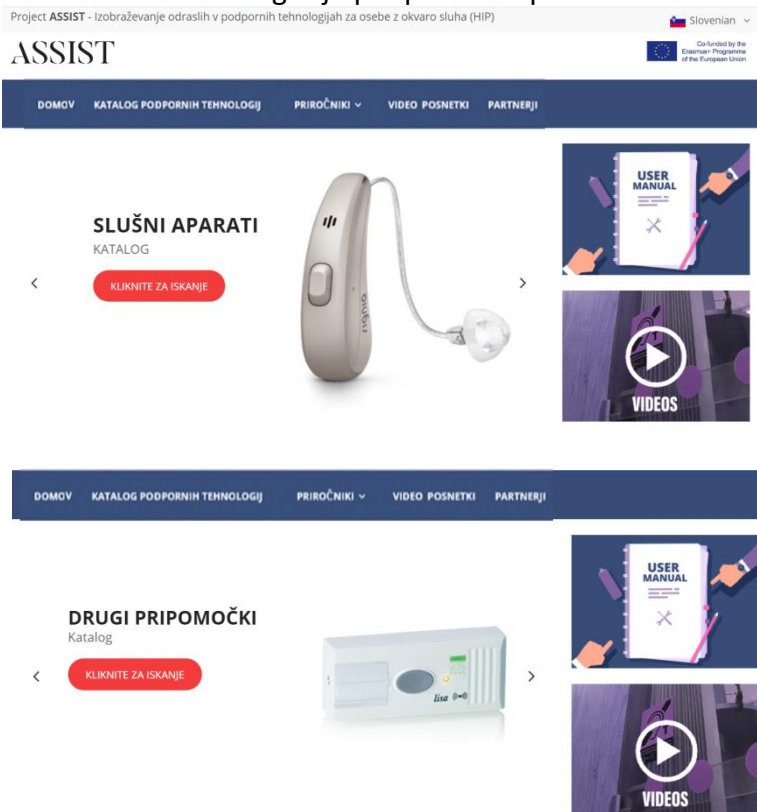 Project ASSIST - Izobraževanje odraslih v podpornih tehnologijah za osebe z okvaro sluha (HIP)
Slovenian
ASSIST
Co-funded by the
Erasmus+ Programme
of the European Union
DOMOV KATALOG PODPORNIH TEHNOLOGIJ PRIROČNIKI VIDEO POSNETKI PARTNERJI
SLUŠNI APARATI
KATALOG
KLIKNITE ZA ISKANJE
signia
USER
MANUAL
VIDEOS
DOMOV KATALOG PODPORNIH TEHNOLOGIJ PRIROČNIKI VIDEO POSNETKI PARTNERJI
DRUGI PRIPOMOČKI
Katalog
KLIKNITE ZA ISKANJE
lisa
USER
MANUAL
VIDEOS